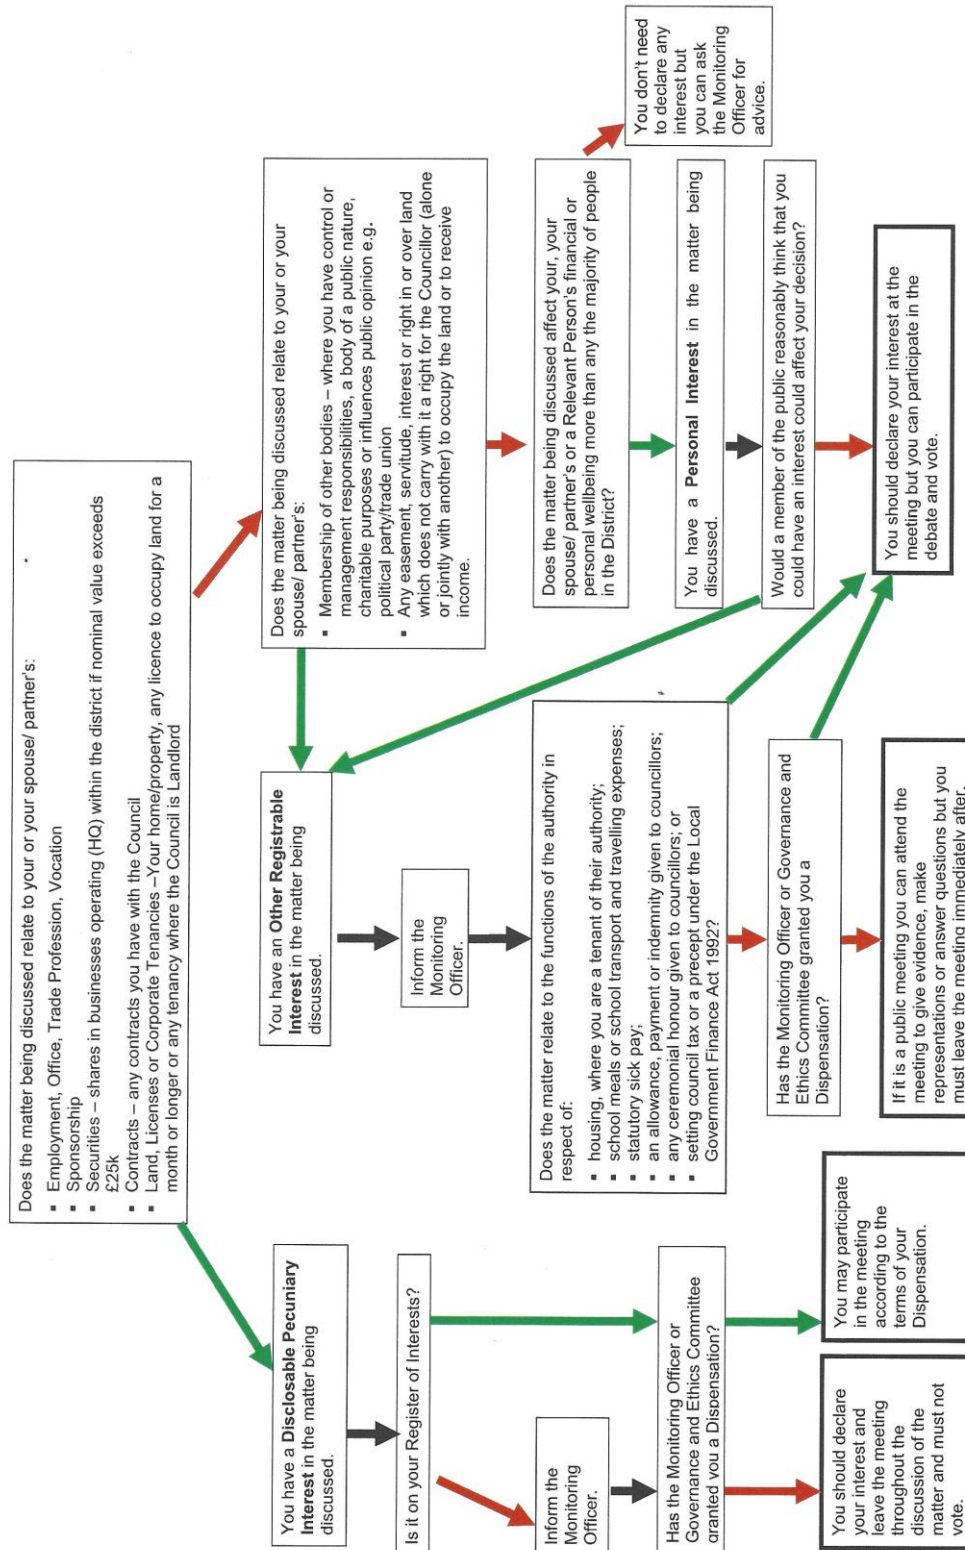 Does the matter being discussed relate to your or your spouse/ partner's:
▪ Employment, Office, Trade Profession, Vocation
▪ Sponsorship
▪ Securities – shares in businesses operating (HQ) within the district if nominal value exceeds
£25k
▪ Contracts – any contracts you have with the Council
▪ Land, Licenses or Corporate Tenancies –Your home/property, any licence to occupy land for a
month or longer or any tenancy where the Council is Landlord
You have a Disclosable Pecuniary
Interest in the matter being
discussed.
Is it on your Register of Interests?
Inform the
Monitoring
Officer.
Has the Monitoring Officer or
Governance and Ethics Committee
granted you a Dispensation?
You should declare
your interest and
leave the meeting
throughout the
discussion of the
matter and must not
vote.
You may participate
in the meeting
according to the
terms of your
Dispensation.
You have an Other Registrable
Interest in the matter being
discussed.
Inform the
Monitoring
Officer.
Does the matter relate to the functions of the authority in
respect of:
▪ housing, where you are a tenant of their authority;
▪ school meals or school transport and travelling expenses;
▪ statutory sick pay;
▪ an allowance, payment or indemnity given to councillors;
▪ any ceremonial honour given to councillors; or
▪ setting council tax or a precept under the Local
Government Finance Act 1992?
Has the Monitoring Officer or Governance and
Ethics Committee granted you a
Dispensation?
If it is a public meeting you can attend the
meeting to give evidence, make
representations or answer questions but you
must leave the meeting immediately after.
Does the matter being discussed relate to your or your
spouse/ partner's:
▪ Membership of other bodies – where you have control or
management responsibilities, a body of a public nature,
charitable purposes or influences public opinion e.g.
political party/trade union
▪ Any easement, servitude, interest or right in or over land
which does not carry with it a right for the Councillor (alone
or jointly with another) to occupy the land or to receive
income.
Does the matter being discussed affect your, your
spouse/ partner's or a Relevant Person's financial or
personal wellbeing more than any the majority of people
in the District?
You don't need
to declare any
interest but
you can ask
the Monitoring
Officer for
advice.
You have a Personal Interest in the matter being
discussed.
Would a member of the public reasonably think that you
could have an interest could affect your decision?
You should declare your interest at the
meeting but you can participate in the
debate and vote.